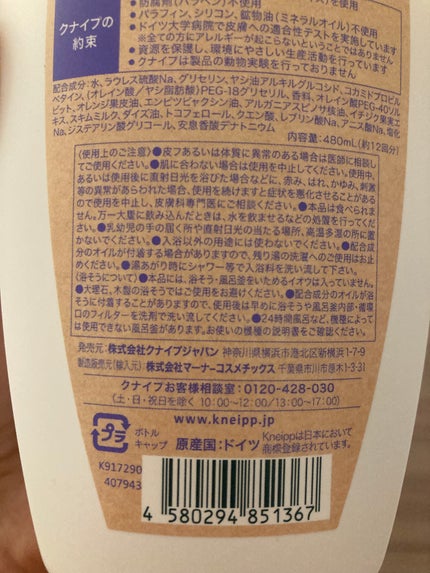 クナイプの
約束
●パラフィン、シリコン、鉱物油(ミネラルオイル)不使用
●ドイツ大学病院で皮膚への適合性テストを実施しています
*全ての方にアレルギーが起こらないということではありません
●資源を保護し、環境にやさしい生産活動を行っています
●クナイプは製品の動物実験を行っておりません
配合成分:水、ラウレス硫酸Na、グリセリン、ヤシ油アルキルグルコシド、コカミドプロピル
ベタイン、(オレイン酸/ヤシ脂肪酸)PEG-18グリセリル、香料、オレイン酸PEG-40ソル
ビット、オレンジ果皮油、エンピツビャクシン油、アルガニアスピノサ核油、イチジク果実エ
キス、スキムミルク、ダイズ油、トコフェロール、クエン酸、レブリン酸Na、アニス酸Na、塩化
Na、ジステアリン酸グリコール、安息香酸デナトニウム
内容量:480mL(約12回分)
〈使用上のご注意〉●皮フあるいは体質に異常のある場合は医師に相談し
てご使用ください。●肌に合わない場合は使用を中止してください。使用中、
あるいは使用後に直射日光を浴びた場合などに、赤み、はれ、かゆみ、刺激
等の異常があらわれた場合、使用を続けますと症状を悪化させることがある
ので使用を中止し、皮膚科専門医にご相談ください。●本品は食べられま
せん。万一大量に飲み込んだときは、水を飲ませるなどの処置を行ってくだ
さい。●乳幼児の手の届く所や直射日光の当たる場所、高温多湿の所に置
かないでください。●入浴以外の用途には使わないでください。●配合成
分のオイルが付着する場合がありますので、残り湯の洗濯へのご使用はお止
めください。●湯あがり時にシャワー等で入浴料を洗い流して下さい。
〈浴そうについて〉●本品には、浴そう・風呂釜をいためるイオウは入っていません。
●大理石、木製の浴そうではご使用をお避けください。●配合成分のオイルが浴
そうに付着することがありますので、使用後は早めに浴そうや風呂釜内部・循環
口のフィルターを洗剤で洗い流してください。●24時間風呂など、機種によって
は使用できない風呂釜があります。お使いの機種の説明書をご確認ください。
発売元:株式会社クナイプジャパン 神奈川県横浜市港北区新横浜1-7-9
製造販売元(輸入元):株式会社マーナーコスメチックス 千葉県市川市原木1-3-31
クナイプお客様相談室:0120-428-030
(土・日・祝日を除く 10:00〜12:00/13:00〜17:00)
www.kneipp.jp
プラ
ボトル
キャップ
原産国:ドイツ
Kneippは日本において
商標登録されています。
K917290
407943
4 580294 851367